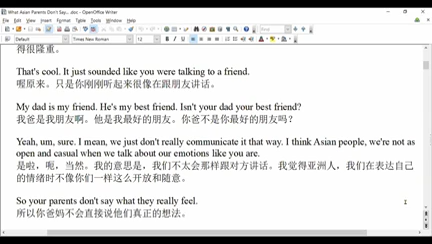 What Asian Parents Don't Say....doc - OpenOffice Writer
File Edit View Insert Format Table Tools Window Help
Default Times New Roman 12
得很隆重。
That's cool. It just sounded like you were talking to a friend.
喔原来。只是你刚刚听起来很像在跟朋友讲话。
My dad is my friend. He's my best friend. Isn't your dad your best friend?
我爸是我朋友啊。他是我最好的朋友。你爸不是你最好的朋友吗？
Yeah, um, sure. I mean, we just don't really communicate it that way. I think Asian people, we're not as
open and casual when we talk about our emotions like you are.
是啦，呃，当然。我的意思是，我们不太会那样跟对方讲话。我觉得亚洲人，我们在表达自己
的情绪时不像你们一样这么开放和随意。
So your parents don't say what they really feel.
所以你爸妈不会直接说他们真正的想法。